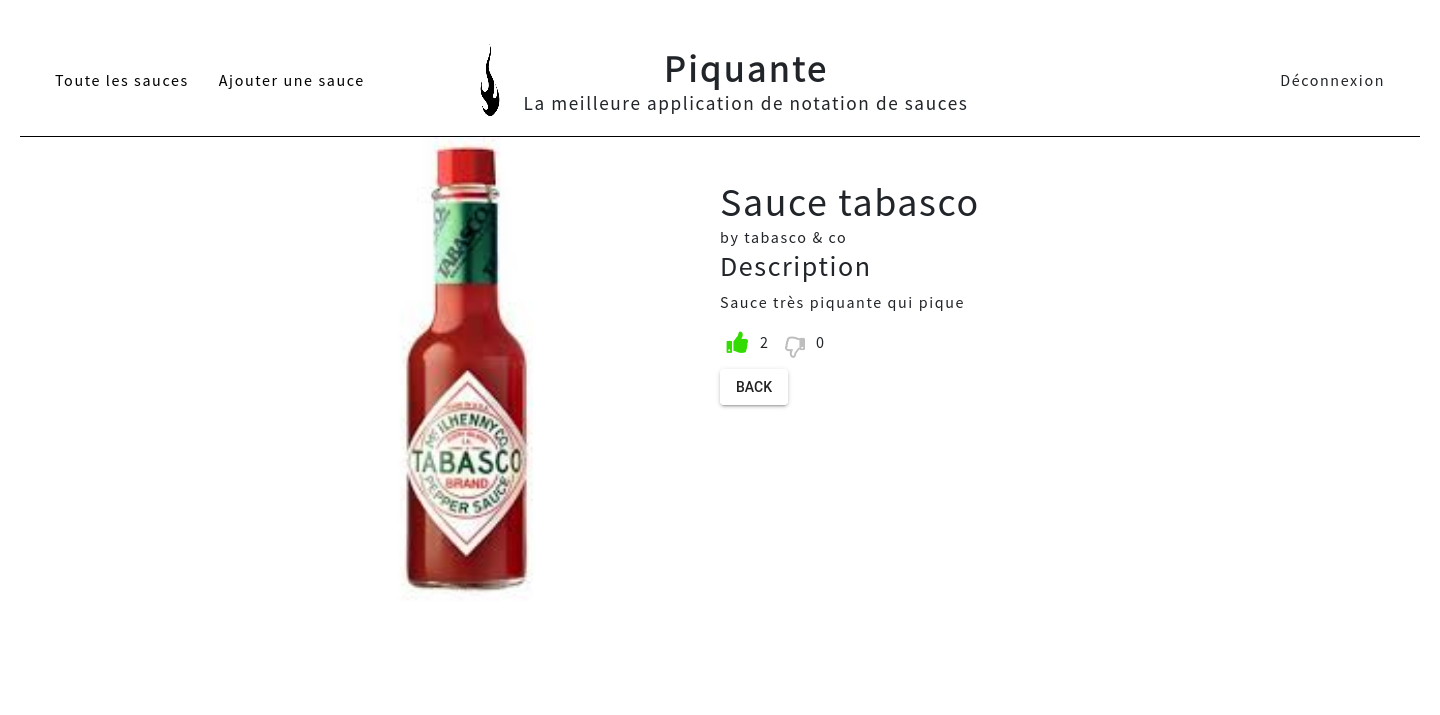 Toute les sauces
Ajouter une sauce
Piquante
La meilleure application de notation de sauces
Déconnexion
TABASCO
McILHENNY CO.
TABASCO
BRAND
PEPPER SAUCE
Sauce tabasco
by tabasco & co
Description
Sauce très piquante qui pique
2
0
BACK